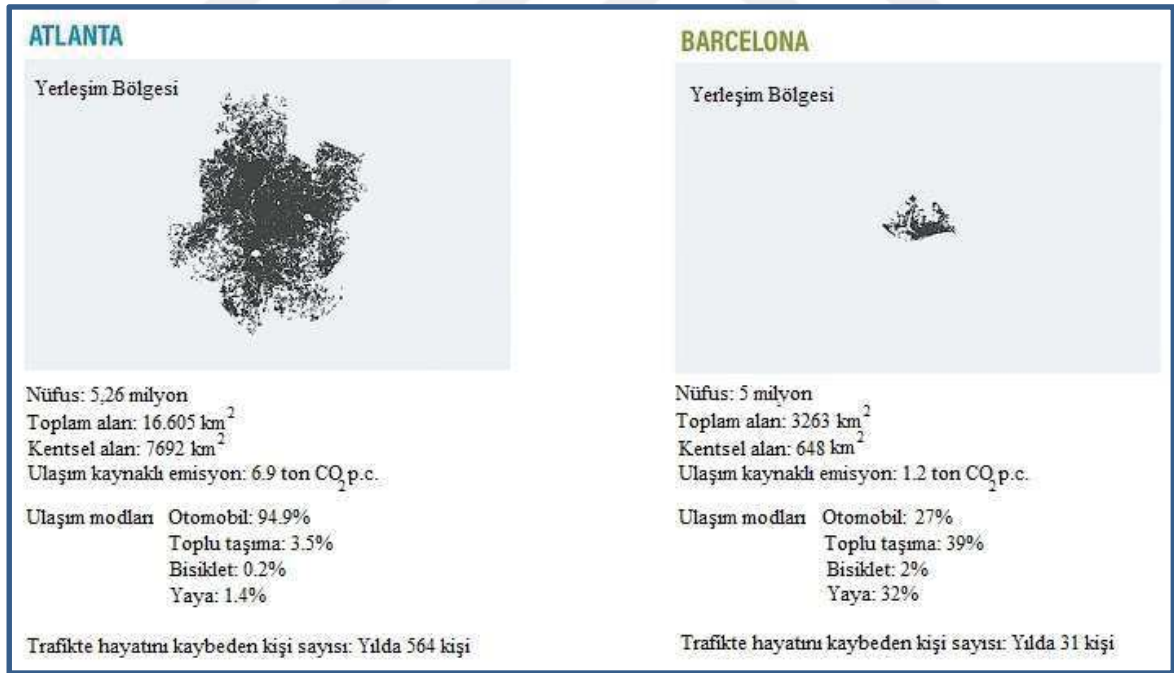 ATLANTA
Yerleşim Bölgesi
Nüfus: 5,26 milyon
Toplam alan: 16.605 km²
Kentsel alan: 7692 km²
Ulaşım kaynaklı emisyon: 6.9 ton CO₂ p.c.
Ulaşım modları Otomobil: 94.9%
Toplu taşıma: 3.5%
Bisiklet: 0.2%
Yaya: 1.4%
Trafikte hayatını kaybeden kişi sayısı: Yılda 564 kişi
BARCELONA
Yerleşim Bölgesi
Nüfus: 5 milyon
Toplam alan: 3263 km²
Kentsel alan: 648 km²
Ulaşım kaynaklı emisyon: 1.2 ton CO₂ p.c.
Ulaşım modları Otomobil: 27%
Toplu taşıma: 39%
Bisiklet: 2%
Yaya: 32%
Trafikte hayatını kaybeden kişi sayısı: Yılda 31 kişi